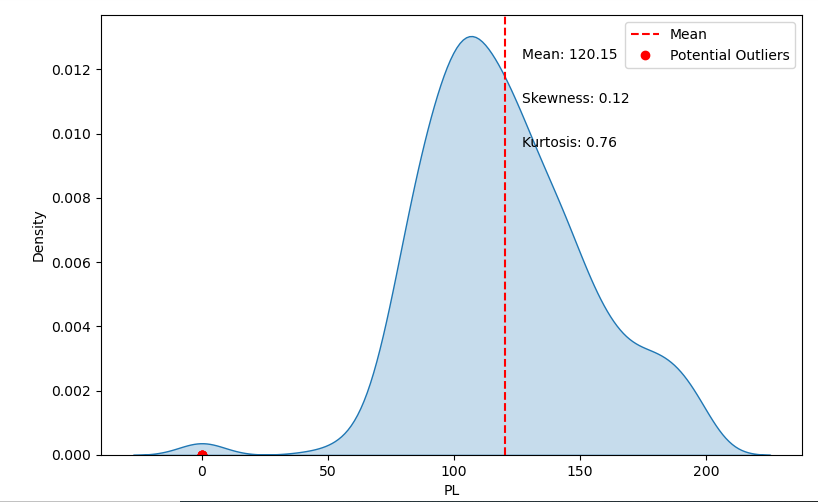 Mean
Potential Outliers
Mean: 120.15
Skewness: 0.12
Kurtosis: 0.76
Density
0.012
0.010
0.008
0.006
0.004
0.002
0.000
0 50 100 150 200
PL